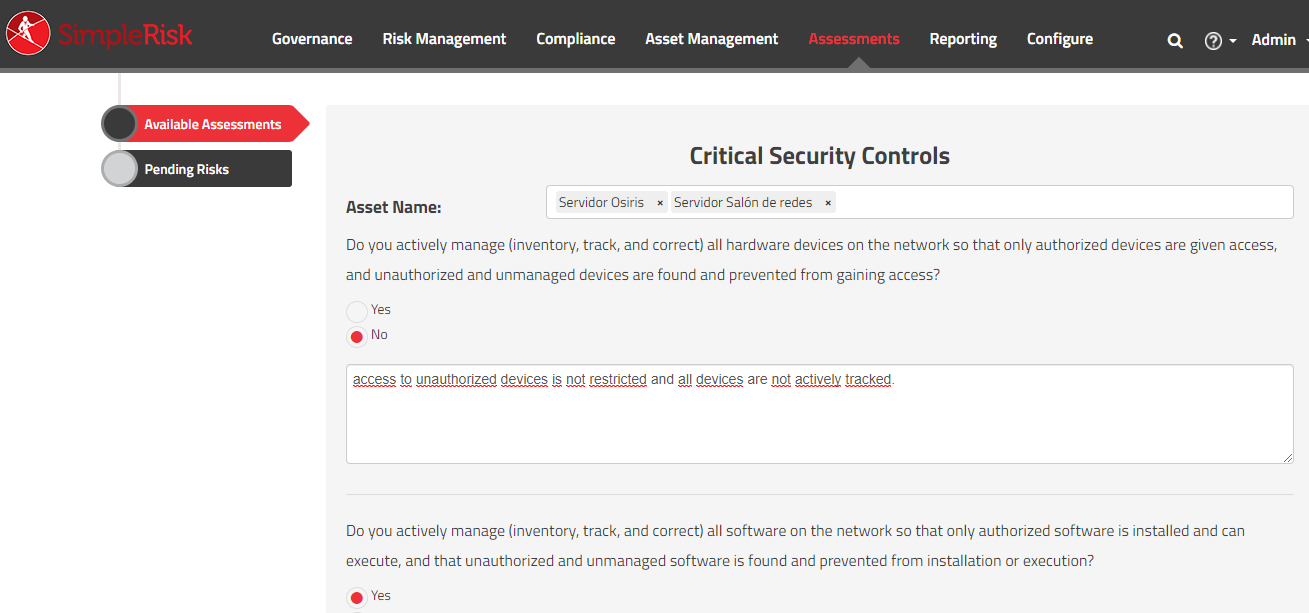 SimpleRisk
Governance Risk Management Compliance Asset Management Assessments Reporting Configure Admin
Available Assessments
Pending Risks
Critical Security Controls
Asset Name: Servidor Osiris × Servidor Salón de redes ×
Do you actively manage (inventory, track, and correct) all hardware devices on the network so that only authorized devices are given access,
and unauthorized and unmanaged devices are found and prevented from gaining access?
Yes
No
access to unauthorized devices is not restricted and all devices are not actively tracked.
Do you actively manage (inventory, track, and correct) all software on the network so that only authorized software is installed and can
execute, and that unauthorized and unmanaged software is found and prevented from installation or execution?
Yes